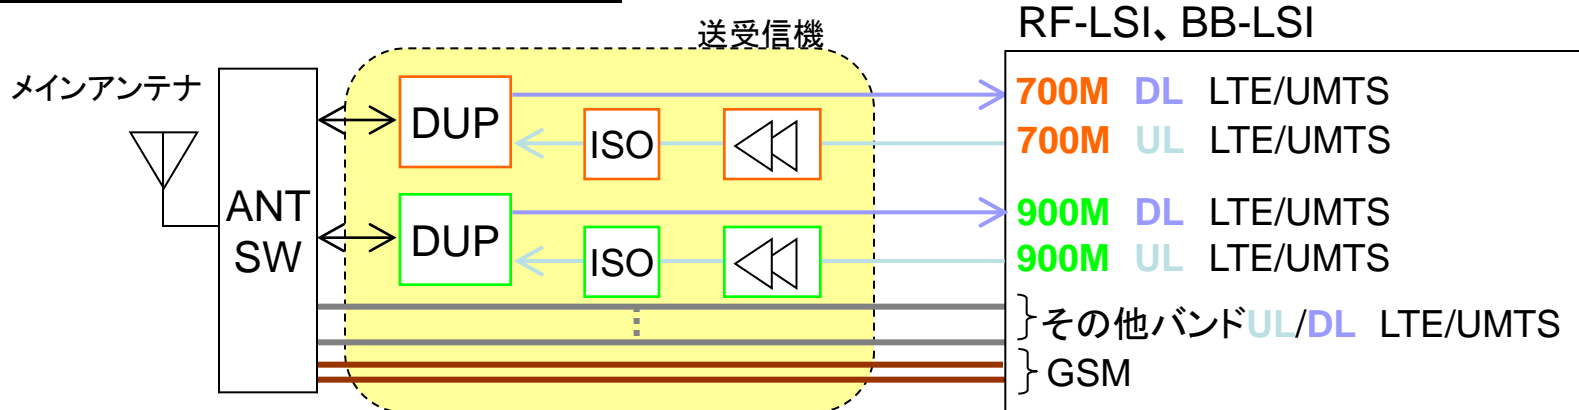 送受信機
RF-LSI、BB-LSI
メインアンテナ
ANT
SW
DUP
ISO
700M DL LTE/UMTS
700M UL LTE/UMTS
DUP
ISO
900M DL LTE/UMTS
900M UL LTE/UMTS
その他バンドUL/DL LTE/UMTS
GSM